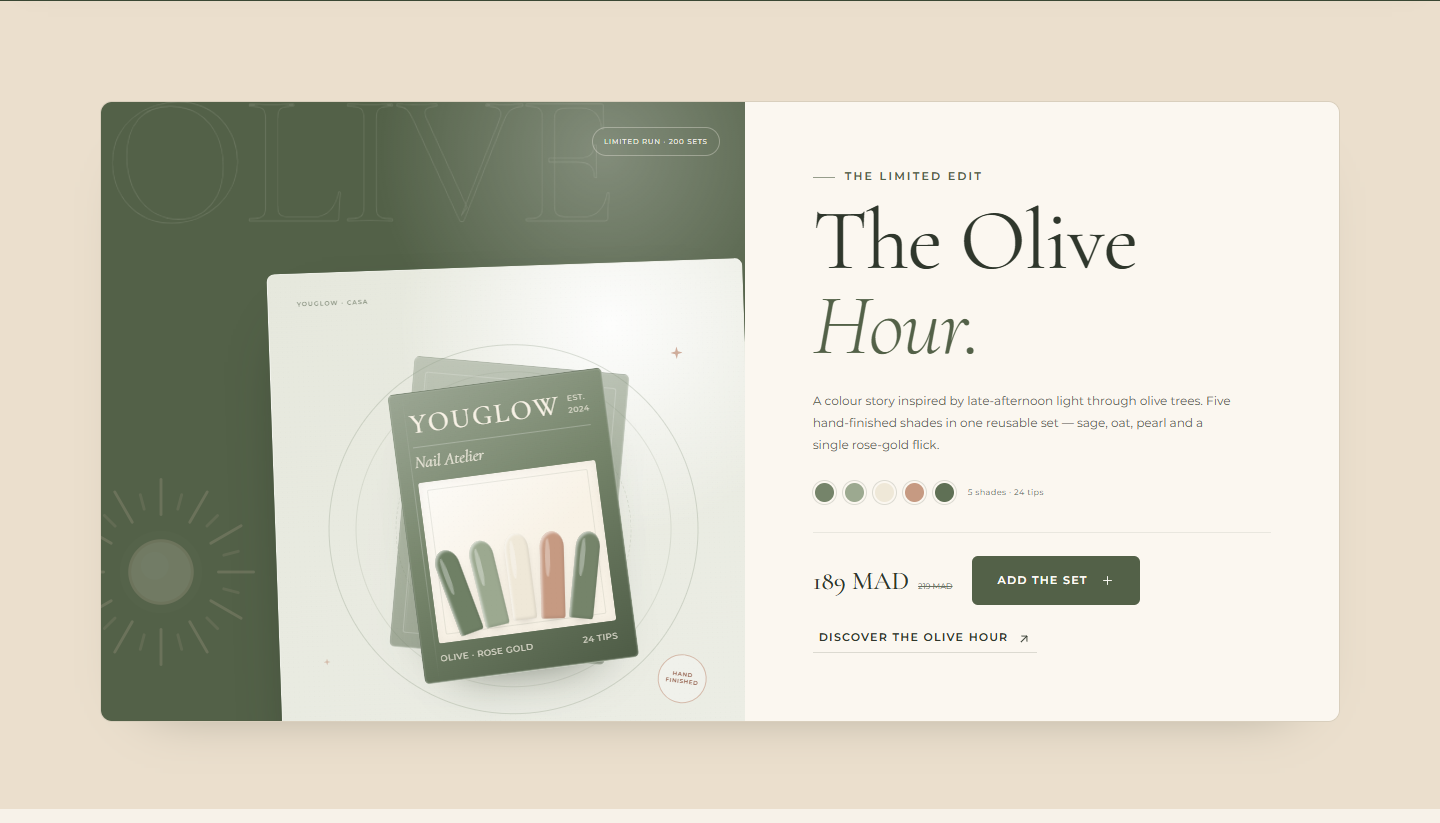 OLIVE
LIMITED RUN · 200 SETS
YOUGLOW · CASA
YOUGLOW
EST.
2024
Nail Atelier
OLIVE · ROSE GOLD
24 TIPS
HAND
FINISHED
THE LIMITED EDIT
The Olive
Hour.
A colour story inspired by late-afternoon light through olive trees. Five
hand-finished shades in one reusable set — sage, oat, pearl and a
single rose-gold flick.
5 shades · 24 tips
189 MAD 219 MAD
ADD THE SET +
DISCOVER THE OLIVE HOUR